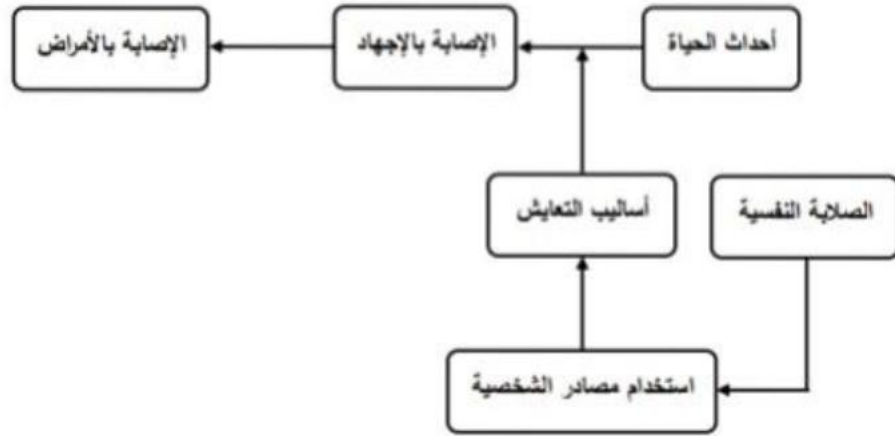 أحداث الحياة
الإصابة بالإجهاد
الإصابة بالأمراض
الصلابة النفسية
أساليب التعايش
استخدام مصادر الشخصية